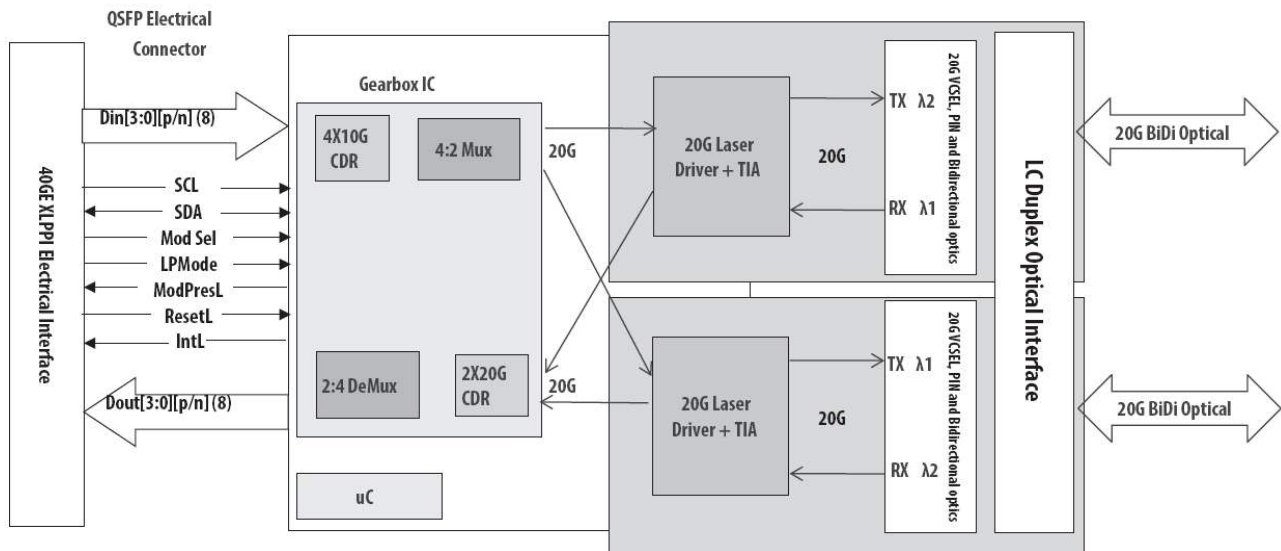 QSFP Electrical
Connector
40GE XLPPI Electrical Interface
Din[3:0][p/n] (8)
SCL
SDA
Mod Sel
LPMode
ModPresL
ResetL
IntL
Dout[3:0][p/n] (8)
Gearbox IC
4X10G
CDR
4:2 Mux
2:4 DeMux
2X20G
CDR
uC
20G
20G
20G Laser
Driver + TIA
20G
TX λ2
RX λ1
20G VCSEL, PIN and Bidirectional optics
20G Laser
Driver + TIA
20G
TX λ1
RX λ2
20G VCSEL, PIN and Bidirectional optics
LC Duplex Optical Interface
20G BiDi Optical
20G BiDi Optical